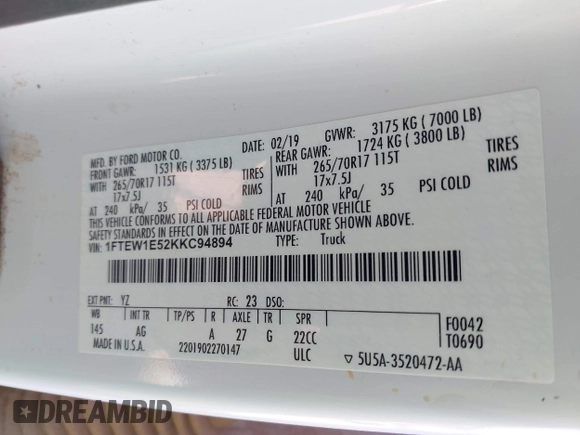 MFD. BY FORD MOTOR CO.
DATE: 02/19 GVWR: 3175 KG ( 7000 LB)
FRONT GAWR: 1531 KG ( 3375 LB) REAR GAWR: 1724 KG ( 3800 LB)
WITH 265/70R17 115T TIRES WITH 265/70R17 115T TIRES
17x7.5J RIMS 17x7.5J RIMS
AT 240 kPa/ 35 PSI COLD AT 240 kPa/ 35 PSI COLD
THIS VEHICLE CONFORMS TO ALL APPLICABLE FEDERAL MOTOR VEHICLE
SAFETY STANDARDS IN EFFECT ON THE DATE OF MANUFACTURE SHOWN ABOVE.
VIN: 1FTEW1E52KKC94894 TYPE: Truck
EXT PNT: YZ RC: 23 DSO:
WB INT TR TP/PS R AXLE TR SPR F0042
145 AG A 27 G 22CC T0690
MADE IN U.S.A. 2201902270147 ULC ▽ 5U5A-3520472-AA
DREAMBID